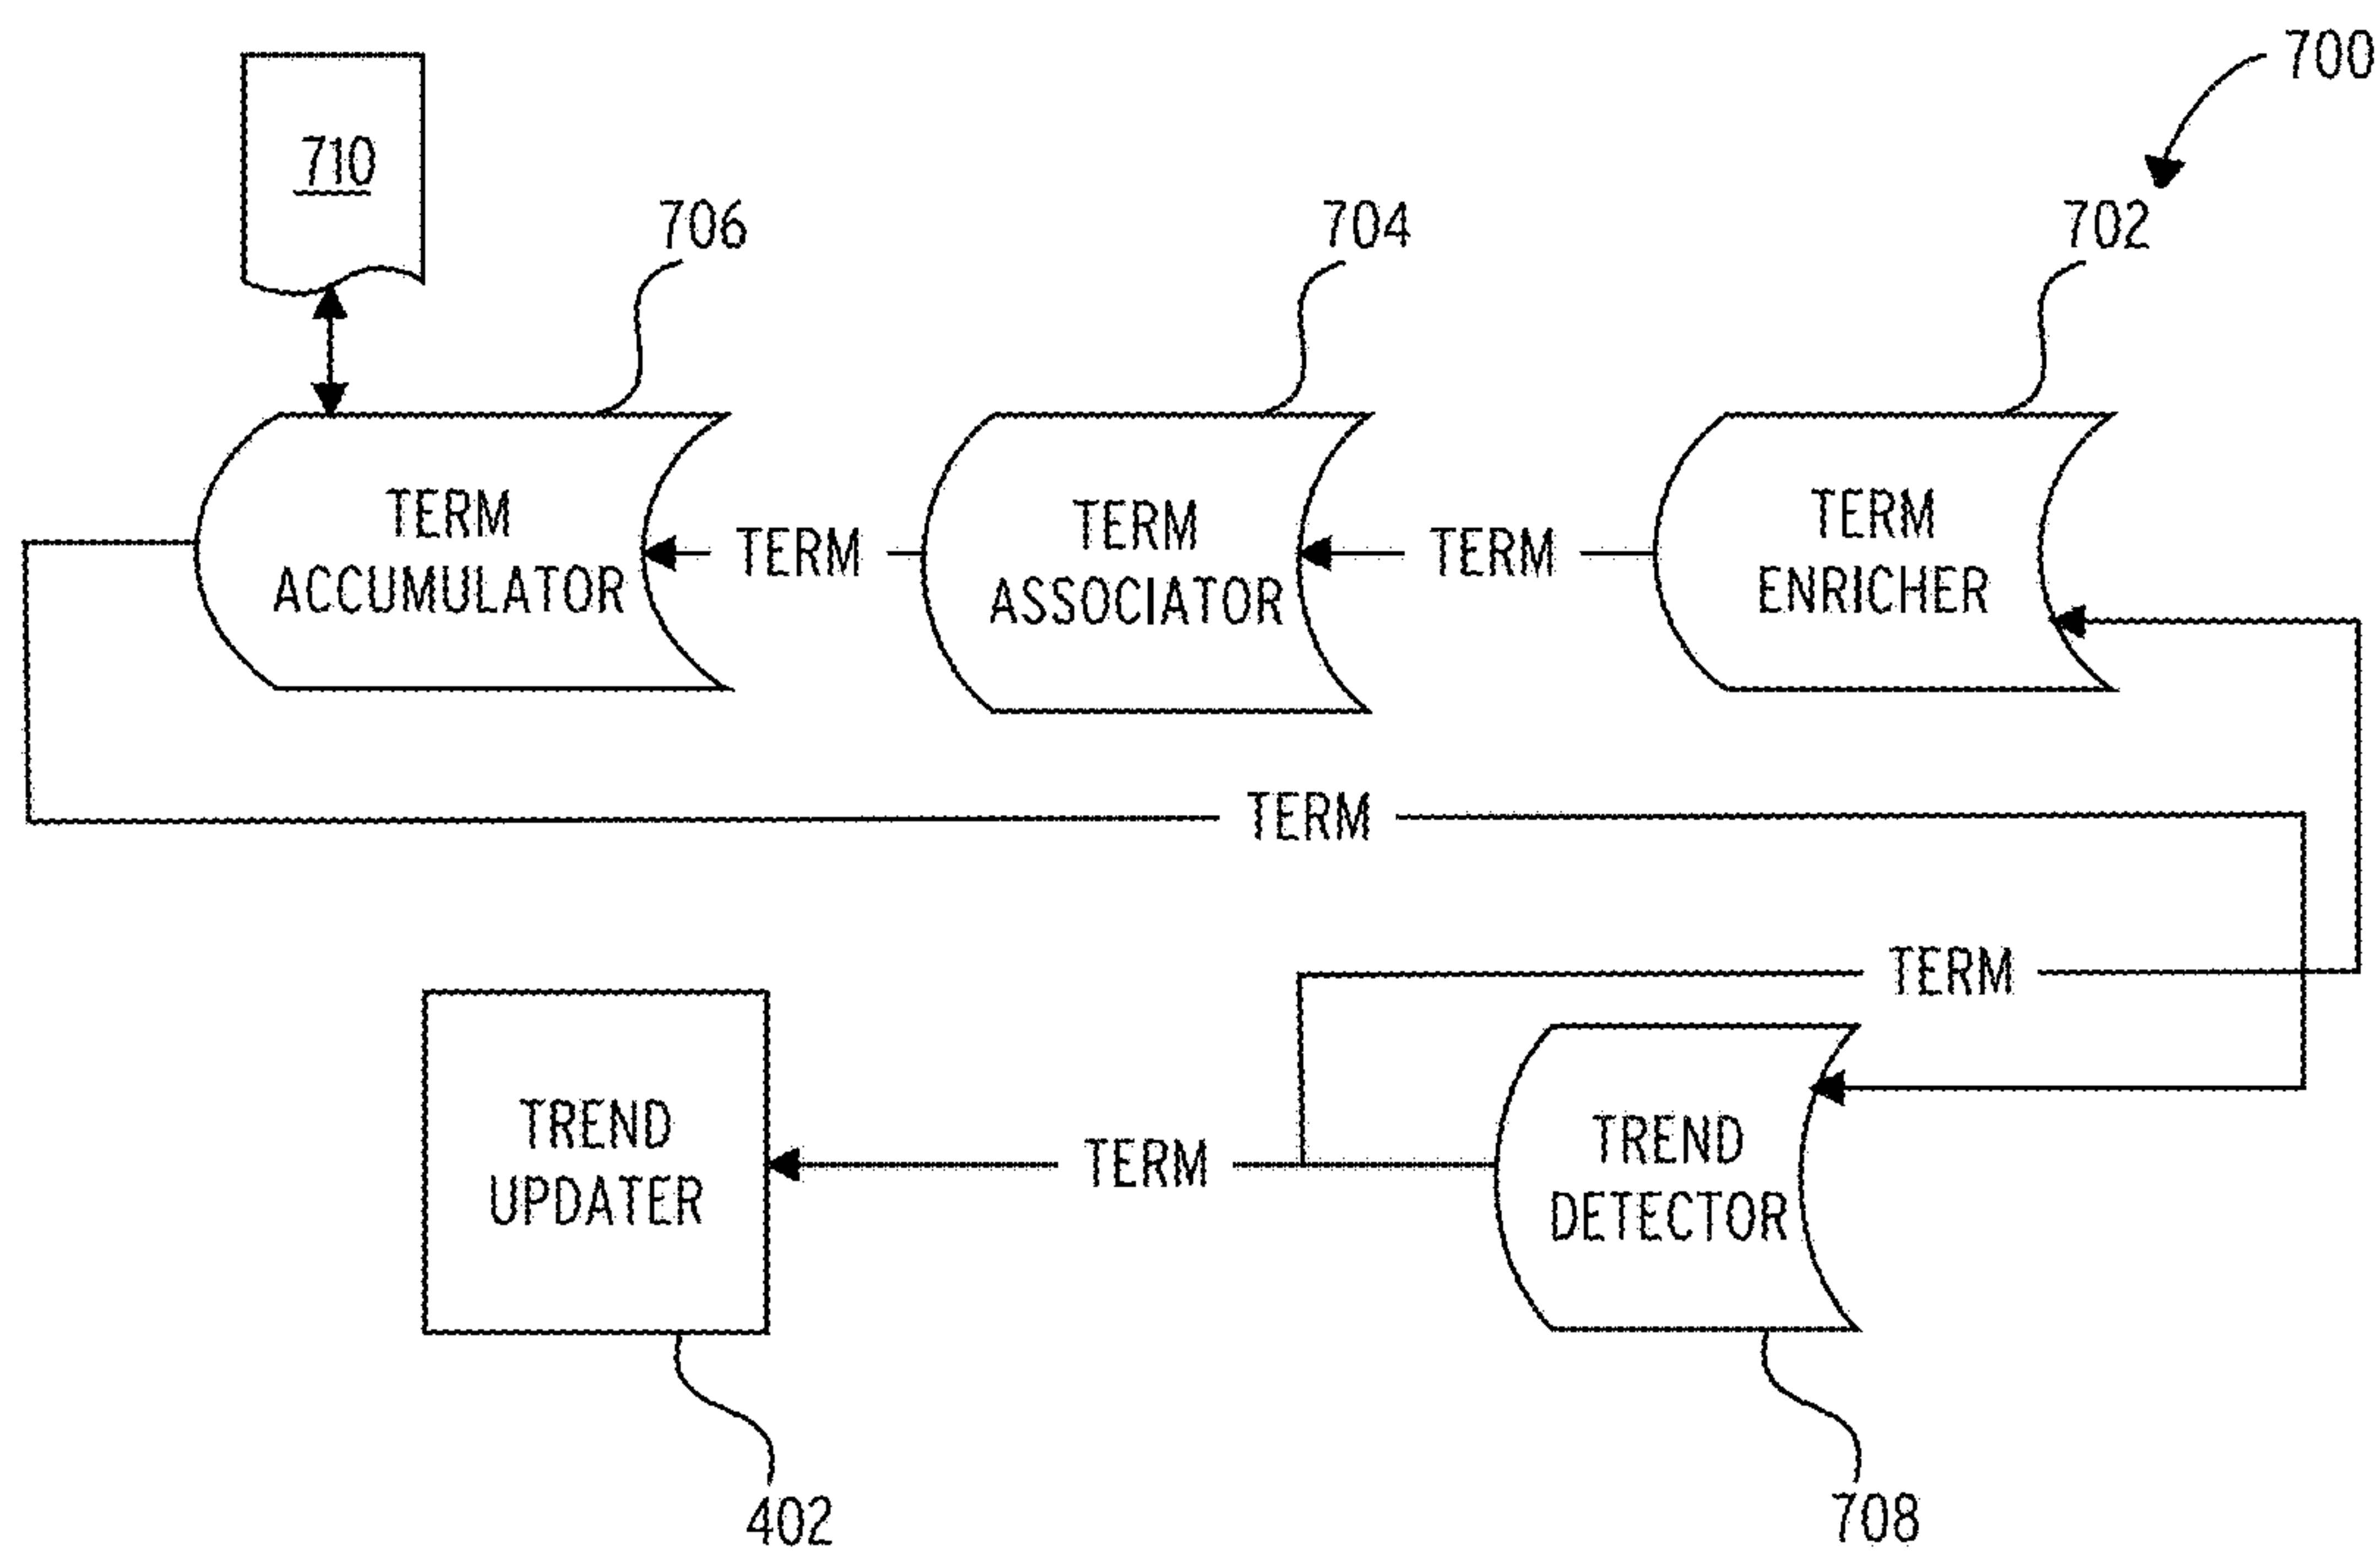 700
710
706
704
702
TERM
ACCUMULATOR
TERM
TERM
ASSOCIATOR
TERM
TERM
ENRICHER
TERM
TERM
TREND
UPDATER
TERM
TREND
DETECTOR
402
708